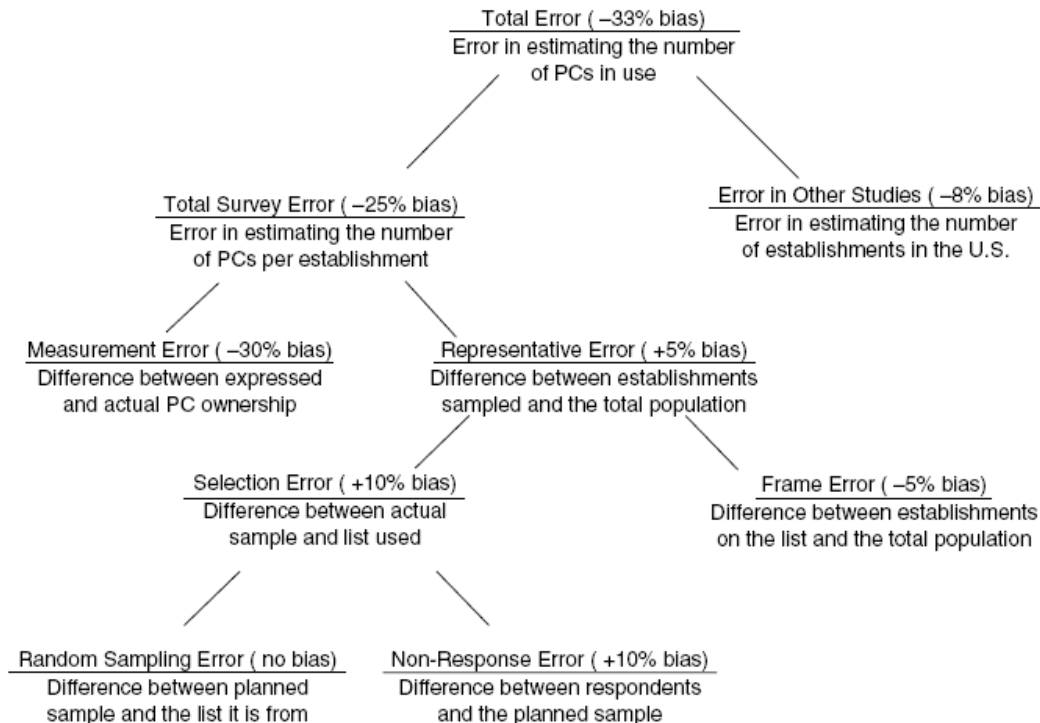 Total Error ( –33% bias)
Error in estimating the number
of PCs in use
Total Survey Error ( –25% bias)
Error in estimating the number
of PCs per establishment
Error in Other Studies ( –8% bias)
Error in estimating the number
of establishments in the U.S.
Measurement Error ( –30% bias)
Difference between expressed
and actual PC ownership
Representative Error ( +5% bias)
Difference between establishments
sampled and the total population
Selection Error ( +10% bias)
Difference between actual
sample and list used
Frame Error ( –5% bias)
Difference between establishments
on the list and the total population
Random Sampling Error ( no bias)
Difference between planned
sample and the list it is from
Non-Response Error ( +10% bias)
Difference between respondents
and the planned sample